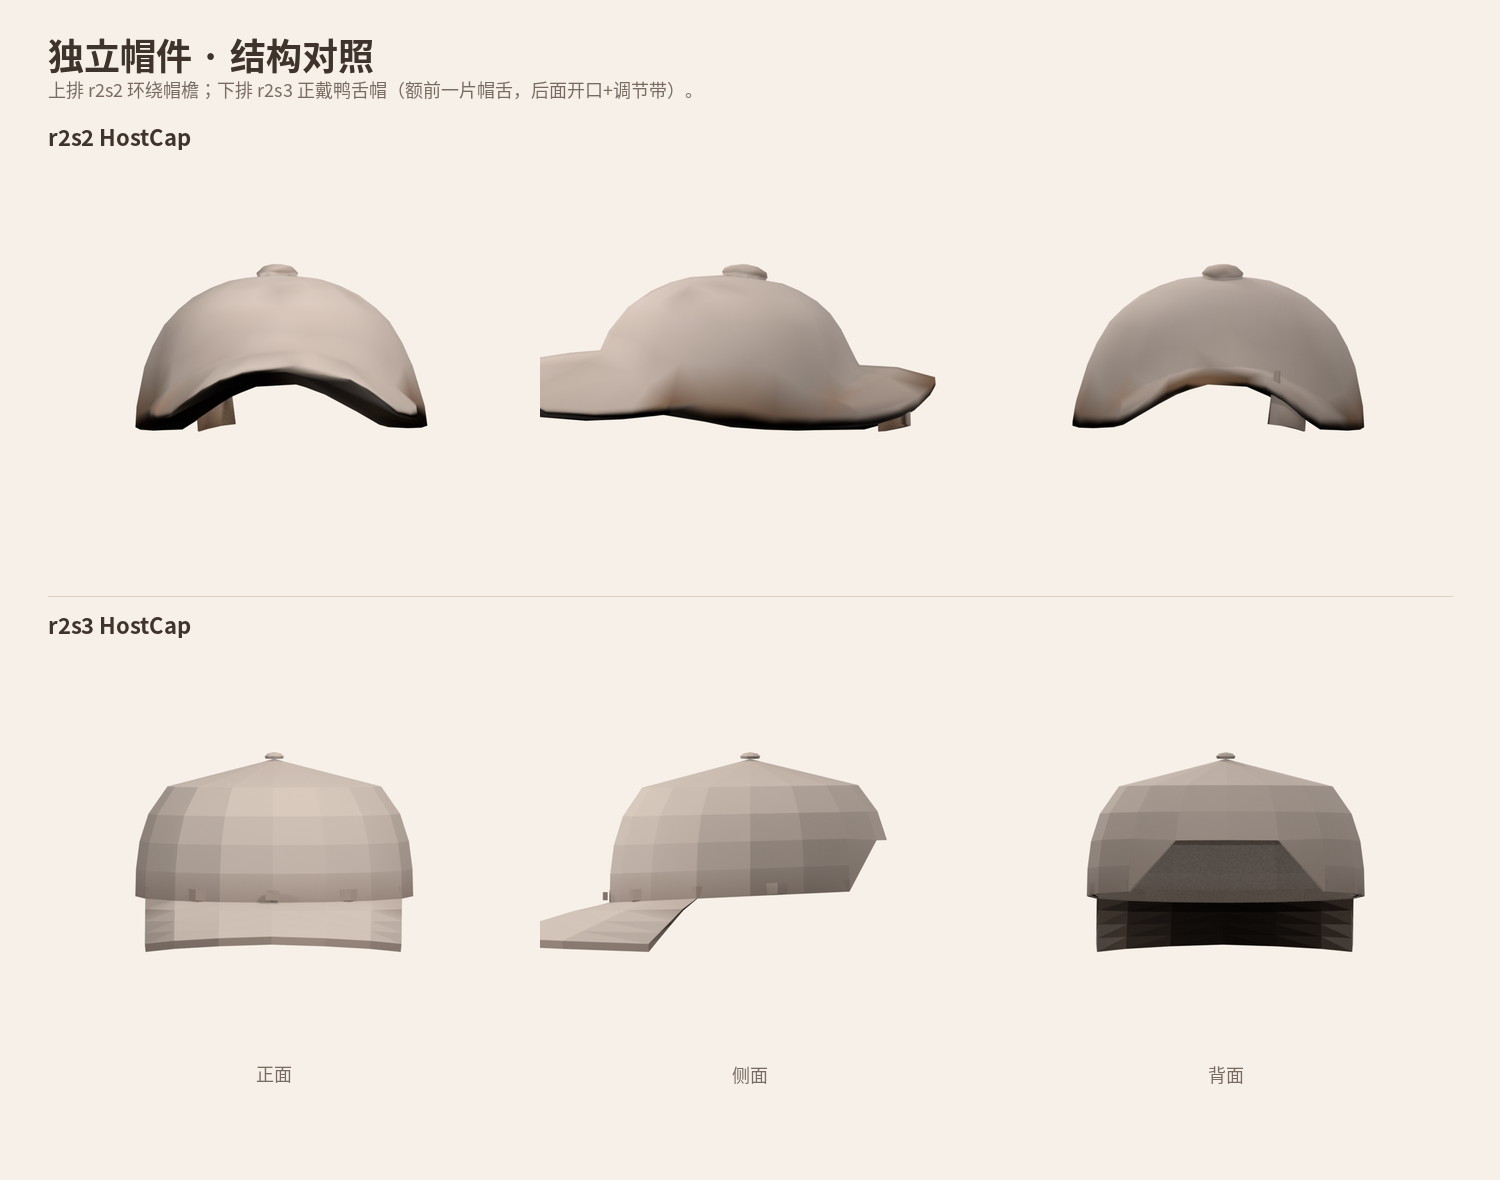 独立帽件 · 结构对照
上排 r2s2 环绕帽檐；下排 r2s3 正戴鸭舌帽（额前一片帽舌，后面开口+调节带）。
r2s2 HostCap
r2s3 HostCap
正面
侧面
背面